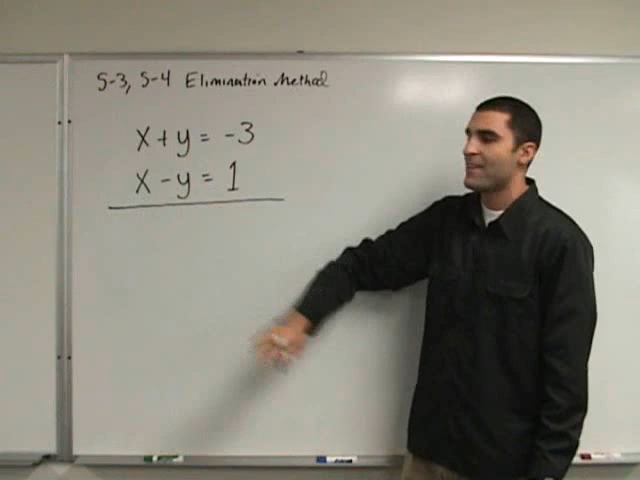 5-3, 5-4 Elimination Method
x + y = -3
x - y = 1